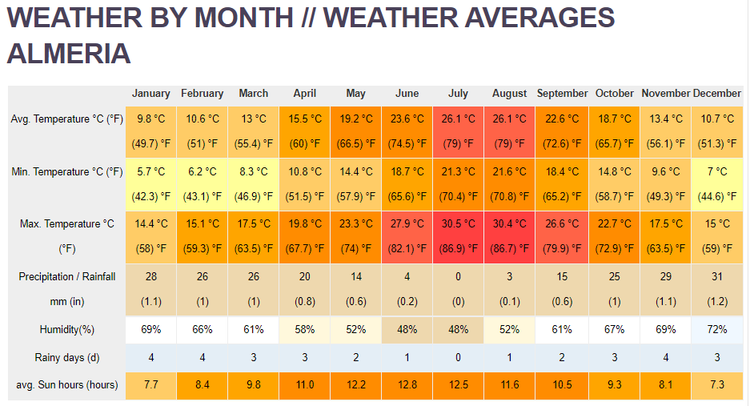 WEATHER BY MONTH // WEATHER AVERAGES
ALMERIA
January February March April May June July August September October November December
Avg. Temperature °C (°F) 9.8 °C 10.6 °C 13 °C 15.5 °C 19.2 °C 23.6 °C 26.1 °C 26.1 °C 22.6 °C 18.7 °C 13.4 °C 10.7 °C
(49.7) °F (51) °F (55.4) °F (60) °F (66.5) °F (74.5) °F (79) °F (79) °F (72.6) °F (65.7) °F (56.1) °F (51.3) °F
Min. Temperature °C (°F) 5.7 °C 6.2 °C 8.3 °C 10.8 °C 14.4 °C 18.7 °C 21.3 °C 21.6 °C 18.4 °C 14.8 °C 9.6 °C 7 °C
(42.3) °F (43.1) °F (46.9) °F (51.5) °F (57.9) °F (65.6) °F (70.4) °F (70.8) °F (65.2) °F (58.7) °F (49.3) °F (44.6) °F
Max. Temperature °C 14.4 °C 15.1 °C 17.5 °C 19.8 °C 23.3 °C 27.9 °C 30.5 °C 30.4 °C 26.6 °C 22.7 °C 17.5 °C 15 °C
(°F) (58) °F (59.3) °F (63.5) °F (67.7) °F (74) °F (82.1) °F (86.9) °F (86.7) °F (79.9) °F (72.9) °F (63.5) °F (59) °F
Precipitation / Rainfall 28 26 26 20 14 4 0 3 15 25 29 31
mm (in) (1.1) (1) (1) (0.8) (0.6) (0.2) (0) (0.1) (0.6) (1) (1.1) (1.2)
Humidity(%) 69% 66% 61% 58% 52% 48% 48% 52% 61% 67% 69% 72%
Rainy days (d) 4 4 3 3 2 1 0 1 2 3 4 3
avg. Sun hours (hours) 7.7 8.4 9.8 11.0 12.2 12.8 12.5 11.6 10.5 9.3 8.1 7.3